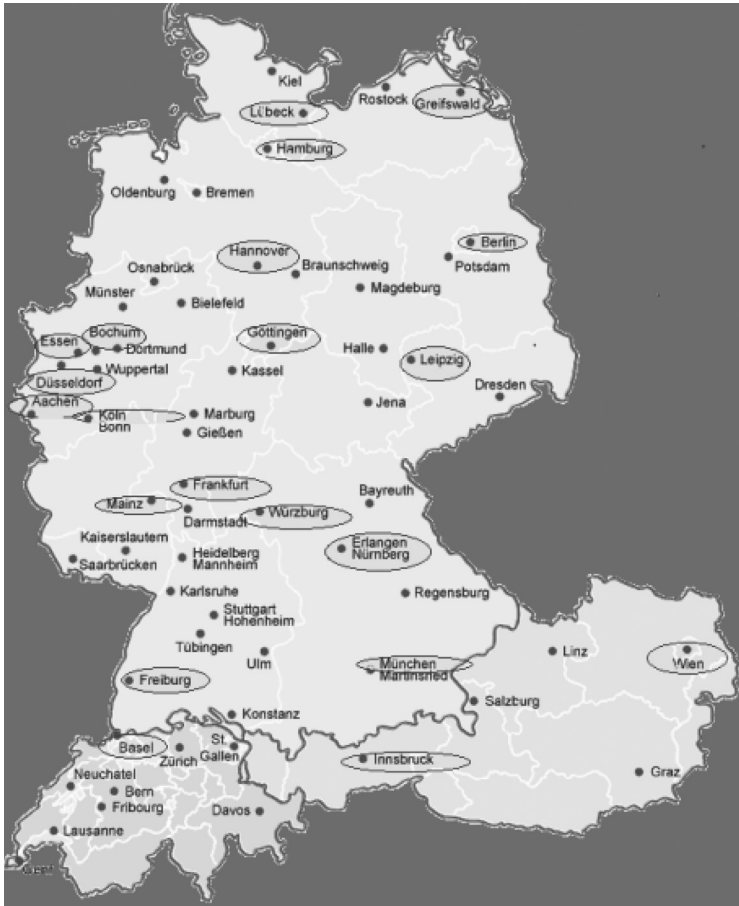 Kiel
Rostock
Greifswald
Lübeck
Hamburg
Oldenburg
Bremen
Berlin
Hannover
Potsdam
Osnabrück
Braunschweig
Magdeburg
Münster
Bielefeld
Bochum
Essen
Dortmund
Göttingen
Halle
Leipzig
Wuppertal
Kassel
Düsseldorf
Dresden
Aachen
Jena
Köln
Bonn
Marburg
Gießen
Frankfurt
Bayreuth
Mainz
Würzburg
Darmstadt
Kaiserslautern
Erlangen
Nürnberg
Heidelberg
Mannheim
Saarbrücken
Karlsruhe
Regensburg
Stuttgart
Hohenheim
Tübingen
Ulm
Linz
Wien
München
Martinsried
Freiburg
Salzburg
Konstanz
Basel
Zürich
St.
Gallen
Innsbruck
Neuchatel
Graz
Bern
Fribourg
Davos
Lausanne